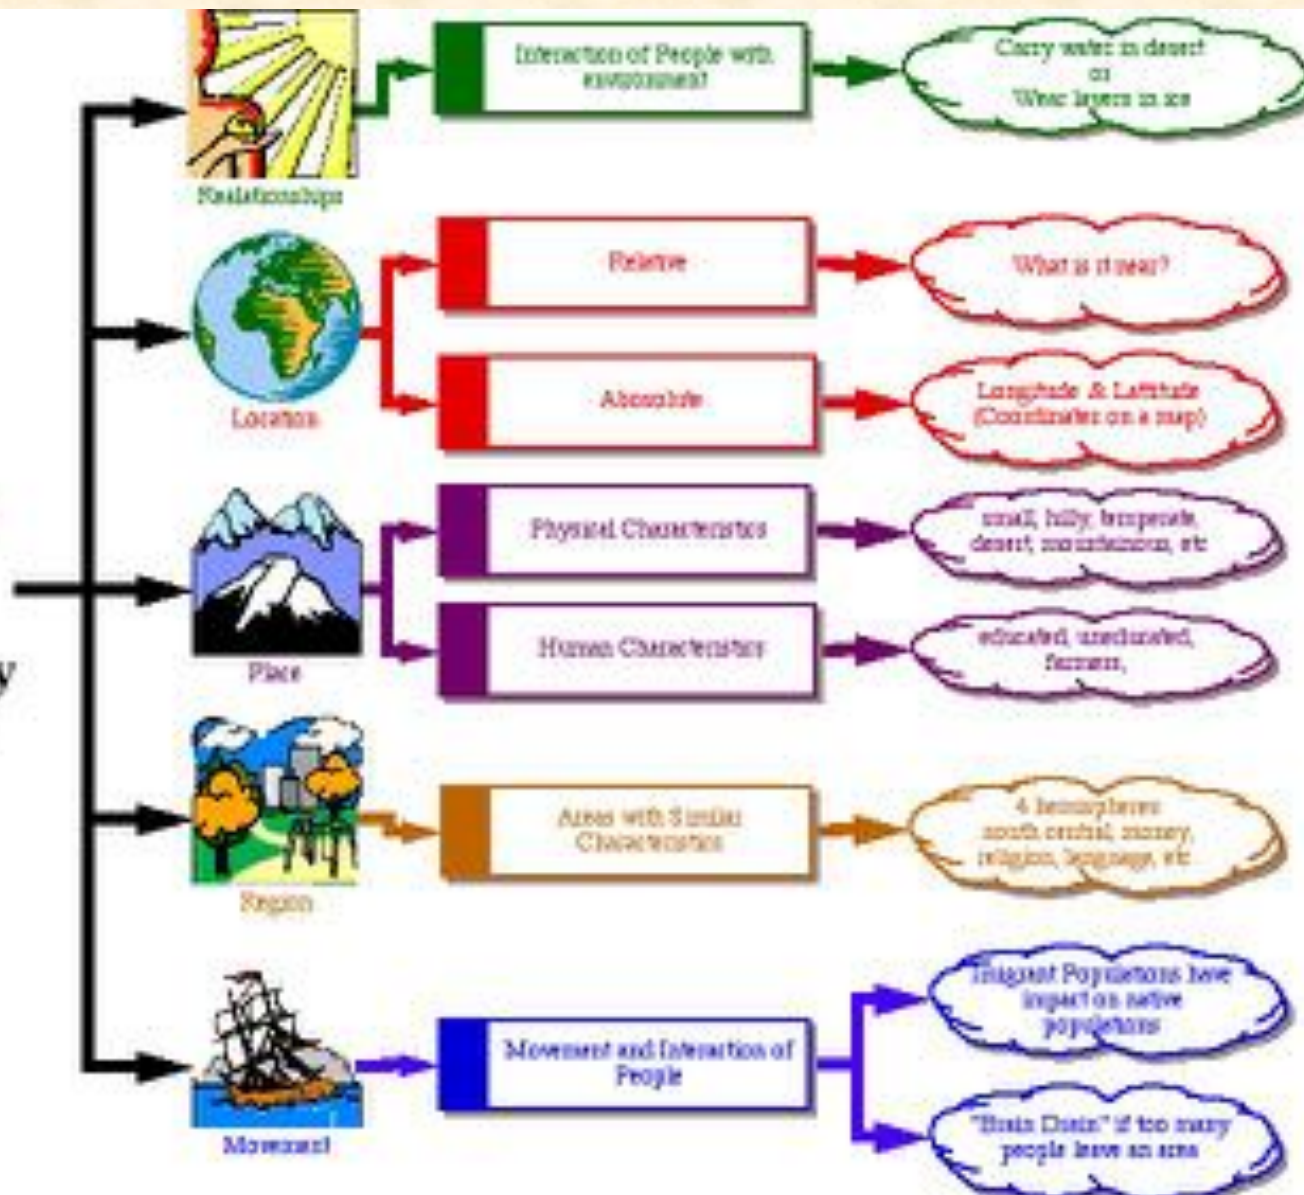 Realationships
Interaction of People with
environment
Carry water in desert
or
Wear layers in ice
Location
Relative
What is it near?
Absolute
Longitude & Lattitude
(Coordinates on a map)
Place
Physical Characteristics
small, hilly, temperate,
desert, mountainous, etc
Human Characteristics
educated, uneducated,
farmers,
y
Region
Areas with Similar
Characteristics
4 hemispheres
south central, money,
religion, language, etc
Movement
Movement and Interaction of
People
Imigrant Populations have
impact on native
populations
"Brain Drain" if too many
people leave an area